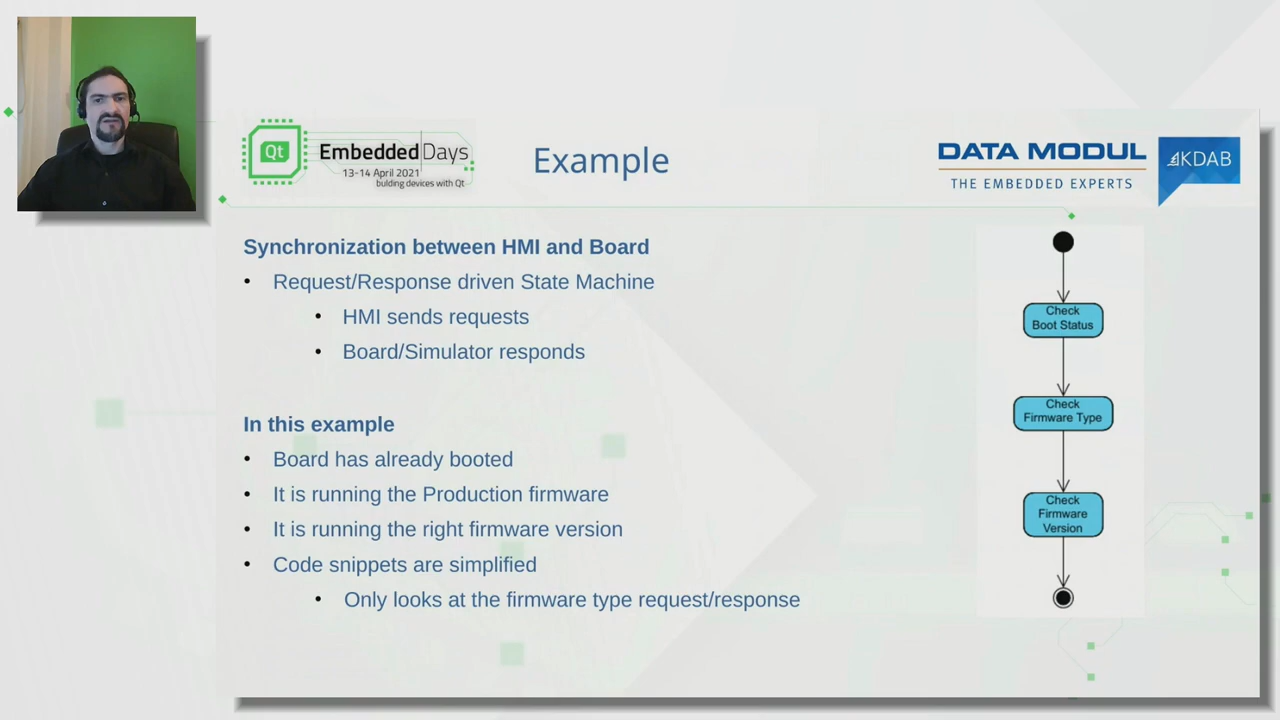 Qt
Embedded Days
13-14 April 2021
bulding devices with Qt
Example
DATA MODUL
THE EMBEDDED EXPERTS
KDAB
Synchronization between HMI and Board
• Request/Response driven State Machine
• HMI sends requests
• Board/Simulator responds
In this example
• Board has already booted
• It is running the Production firmware
• It is running the right firmware version
• Code snippets are simplified
• Only looks at the firmware type request/response
Check
Boot Status
Check
Firmware Type
Check
Firmware
Version